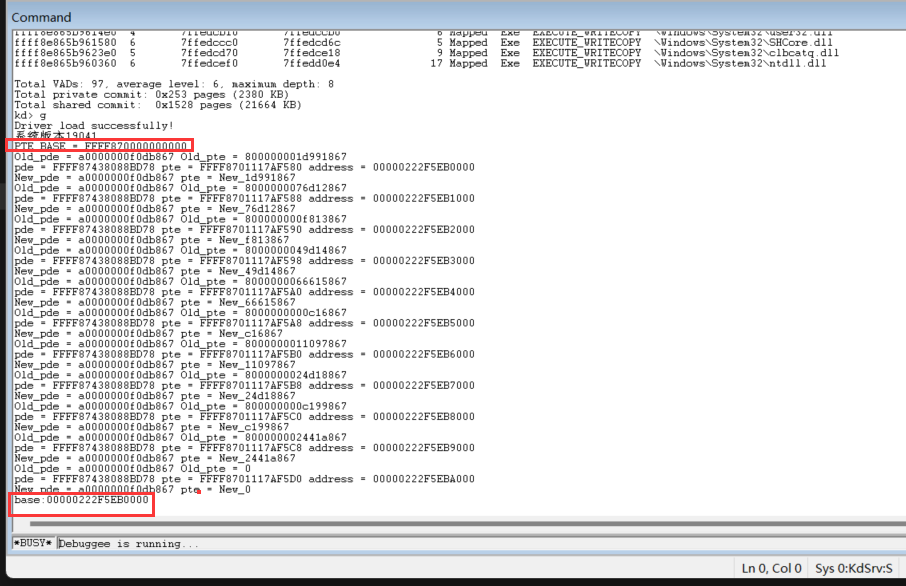 Command
ffff8e865b9614e0 4 7ffedcb10 7ffedccb0 6 Mapped Exe EXECUTE_WRITECOPY \Windows\System32\user32.dll
ffff8e865b961580 6 7ffedccc0 7ffedcd6c 5 Mapped Exe EXECUTE_WRITECOPY \Windows\System32\SHCore.dll
ffff8e865b9623e0 5 7ffedcd70 7ffedce18 9 Mapped Exe EXECUTE_WRITECOPY \Windows\System32\clbcatq.dll
ffff8e865b960360 6 7ffedcef0 7ffedd0e4 17 Mapped Exe EXECUTE_WRITECOPY \Windows\System32\ntdll.dll
Total VADs: 97, average level: 6, maximum depth: 8
Total private commit: 0x253 pages (2380 KB)
Total shared commit: 0x1528 pages (21664 KB)
kd> g
Driver load successfully!
系统版本19041
PTE_BASE = FFFF870000000000
Old_pde = a0000000f0db867 Old_pte = 800000001d991867
pde = FFFF87438088BD78 pte = FFFF8701117AF580 address = 00000222F5EB0000
New_pde = a0000000f0db867 pte = New_1d991867
Old_pde = a0000000f0db867 Old_pte = 8000000076d12867
pde = FFFF87438088BD78 pte = FFFF8701117AF588 address = 00000222F5EB1000
New_pde = a0000000f0db867 pte = New_76d12867
Old_pde = a0000000f0db867 Old_pte = 800000000f813867
pde = FFFF87438088BD78 pte = FFFF8701117AF590 address = 00000222F5EB2000
New_pde = a0000000f0db867 pte = New_f813867
Old_pde = a0000000f0db867 Old_pte = 8000000049d14867
pde = FFFF87438088BD78 pte = FFFF8701117AF598 address = 00000222F5EB3000
New_pde = a0000000f0db867 pte = New_49d14867
Old_pde = a0000000f0db867 Old_pte = 8000000066615867
pde = FFFF87438088BD78 pte = FFFF8701117AF5A0 address = 00000222F5EB4000
New_pde = a0000000f0db867 pte = New_66615867
Old_pde = a0000000f0db867 Old_pte = 8000000000c16867
pde = FFFF87438088BD78 pte = FFFF8701117AF5A8 address = 00000222F5EB5000
New_pde = a0000000f0db867 pte = New_c16867
Old_pde = a0000000f0db867 Old_pte = 8000000011097867
pde = FFFF87438088BD78 pte = FFFF8701117AF5B0 address = 00000222F5EB6000
New_pde = a0000000f0db867 pte = New_11097867
Old_pde = a0000000f0db867 Old_pte = 8000000024d18867
pde = FFFF87438088BD78 pte = FFFF8701117AF5B8 address = 00000222F5EB7000
New_pde = a0000000f0db867 pte = New_24d18867
Old_pde = a0000000f0db867 Old_pte = 800000000c199867
pde = FFFF87438088BD78 pte = FFFF8701117AF5C0 address = 00000222F5EB8000
New_pde = a0000000f0db867 pte = New_c199867
Old_pde = a0000000f0db867 Old_pte = 800000002441a867
pde = FFFF87438088BD78 pte = FFFF8701117AF5C8 address = 00000222F5EB9000
New_pde = a0000000f0db867 pte = New_2441a867
Old_pde = a0000000f0db867 Old_pte = 0
pde = FFFF87438088BD78 pte = FFFF8701117AF5D0 address = 00000222F5EBA000
New_pde = a0000000f0db867 pte = New_0
base:00000222F5EB0000
*BUSY* Debuggee is running...
Ln 0, Col 0 Sys 0:KdSrv:S